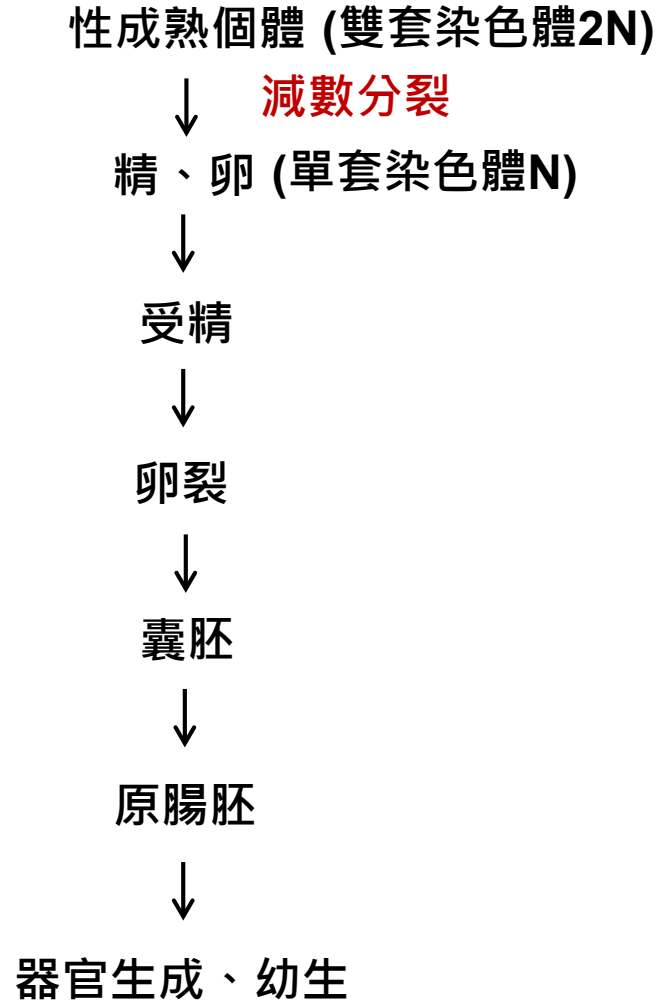 性成熟個體 (雙套染色體2N)
減數分裂
精、卵 (單套染色體N)
受精
卵裂
囊胚
原腸胚
器官生成、幼生